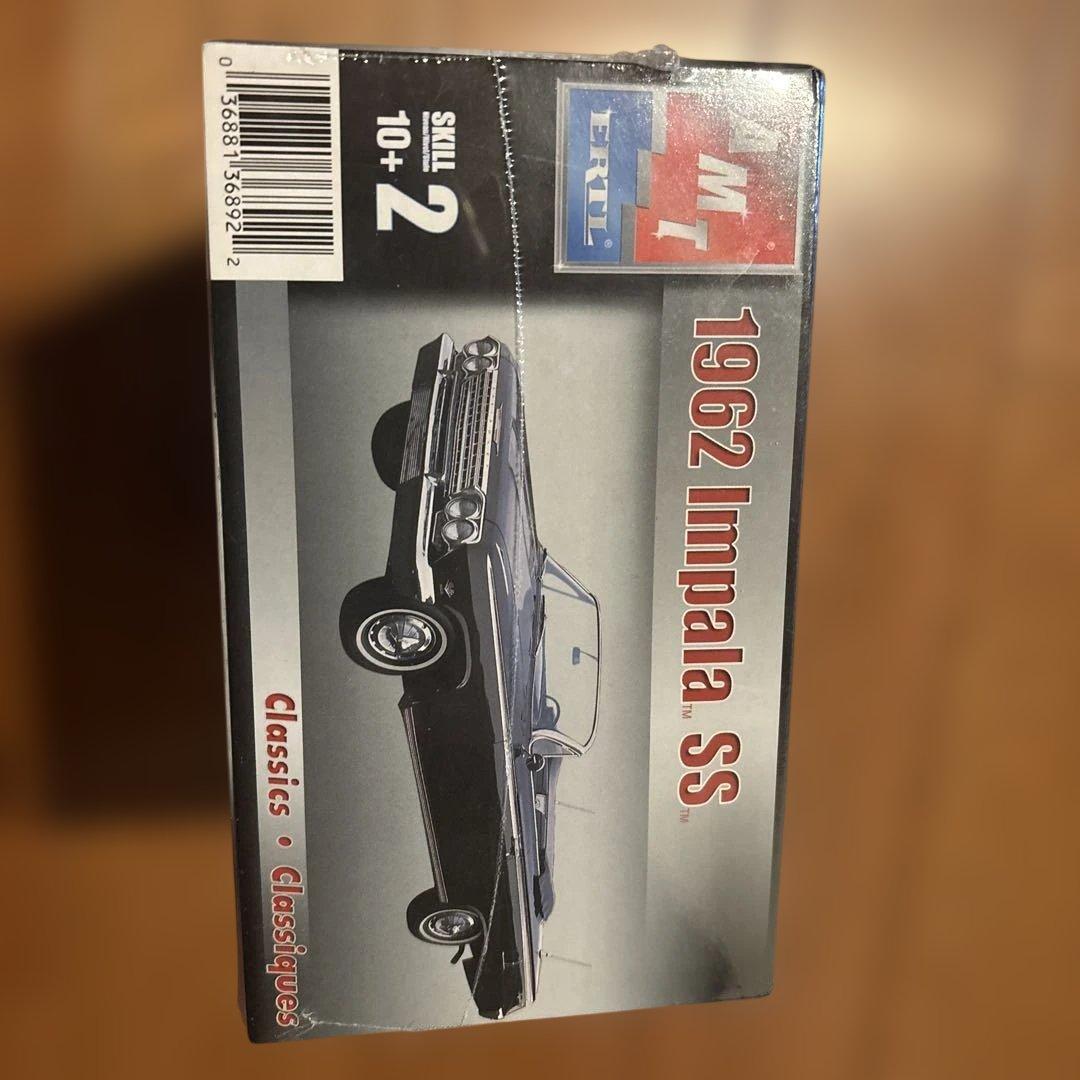 AMT®
ERTL®
1962 Impala™ SS™
SKILL 2
10+
0 36881 36892 2
Classics • Classiques